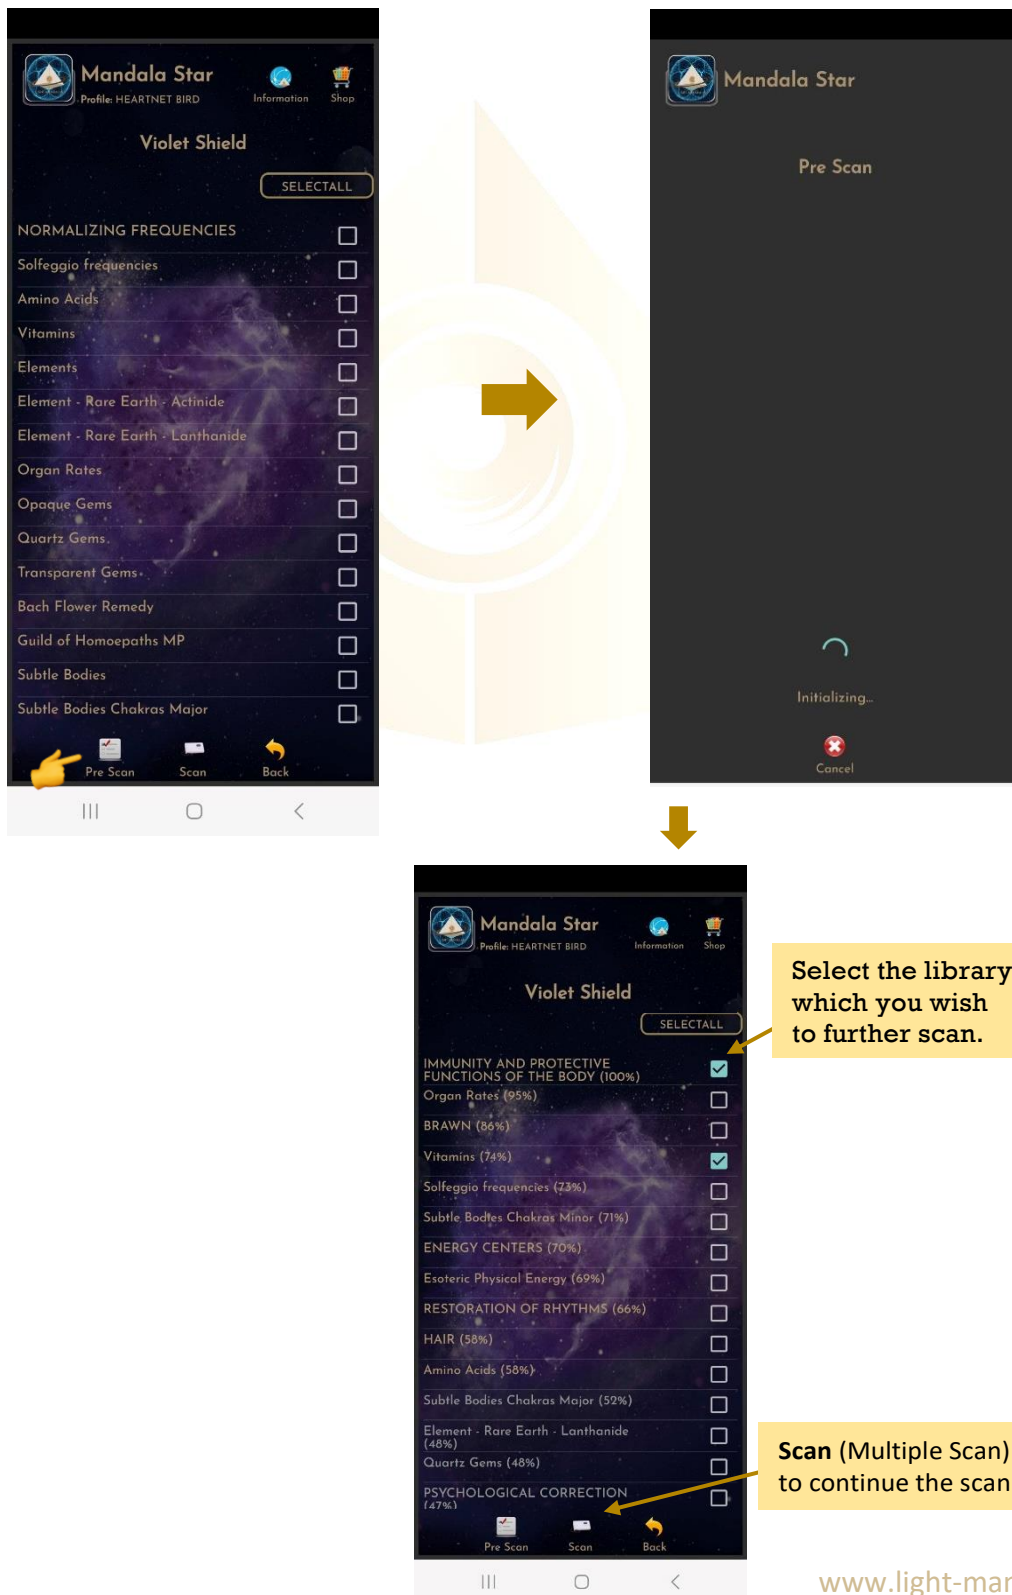 Mandala Star
Profile: HEARTNET BIRD
Information
Shop
Violet Shield
SELECTALL
NORMALIZING FREQUENCIES
Solfeggio frequencies
Amino Acids
Vitamins
Elements
Element - Rare Earth - Actinide
Element - Rare Earth - Lanthanide
Organ Rates
Opaque Gems
Quartz Gems
Transparent Gems
Bach Flower Remedy
Guild of Homoepaths MP
Subtle Bodies
Subtle Bodies Chakras Major
Pre Scan
Scan
Back
Mandala Star
Pre Scan
Initializing...
Cancel
Mandala Star
Profile: HEARTNET BIRD
Information
Shop
Violet Shield
SELECTALL
IMMUNITY AND PROTECTIVE
FUNCTIONS OF THE BODY (100%)
Organ Rates (95%)
BRAWN (86%)
Vitamins (74%)
Solfeggio frequencies (73%)
Subtle Bodies Chakras Minor (71%)
ENERGY CENTERS (70%)
Esoteric Physical Energy (69%)
RESTORATION OF RHYTHMS (66%)
HAIR (58%)
Amino Acids (58%)
Subtle Bodies Chakras Major (52%)
Element - Rare Earth - Lanthanide
(48%)
Quartz Gems (48%)
PSYCHOLOGICAL CORRECTION
(47%)
Pre Scan
Scan
Back
Select the library
which you wish
to further scan.
Scan (Multiple Scan)
to continue the scan
www.light-mar